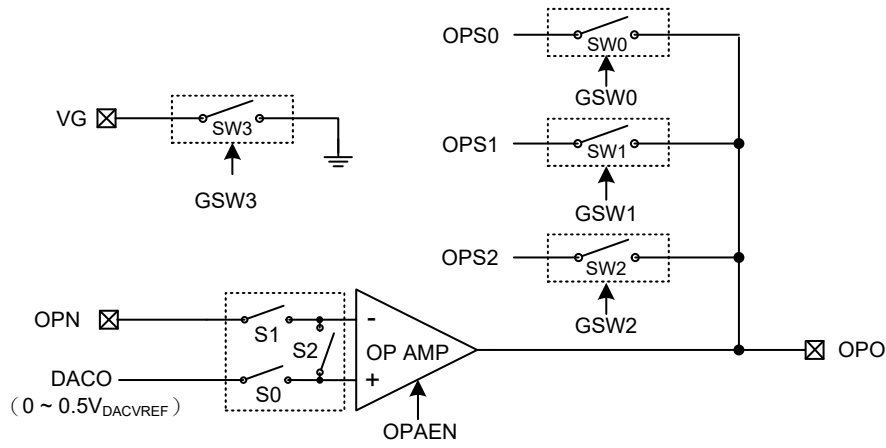 OPS0
SW0
GSW0
VG
SW3
GSW3
OPS1
SW1
GSW1
OPS2
SW2
GSW2
OPN
S1
-
S2
OP AMP
OPO
DACO
S0
+
（0 ~ 0.5VDACVREF）
OPAEN